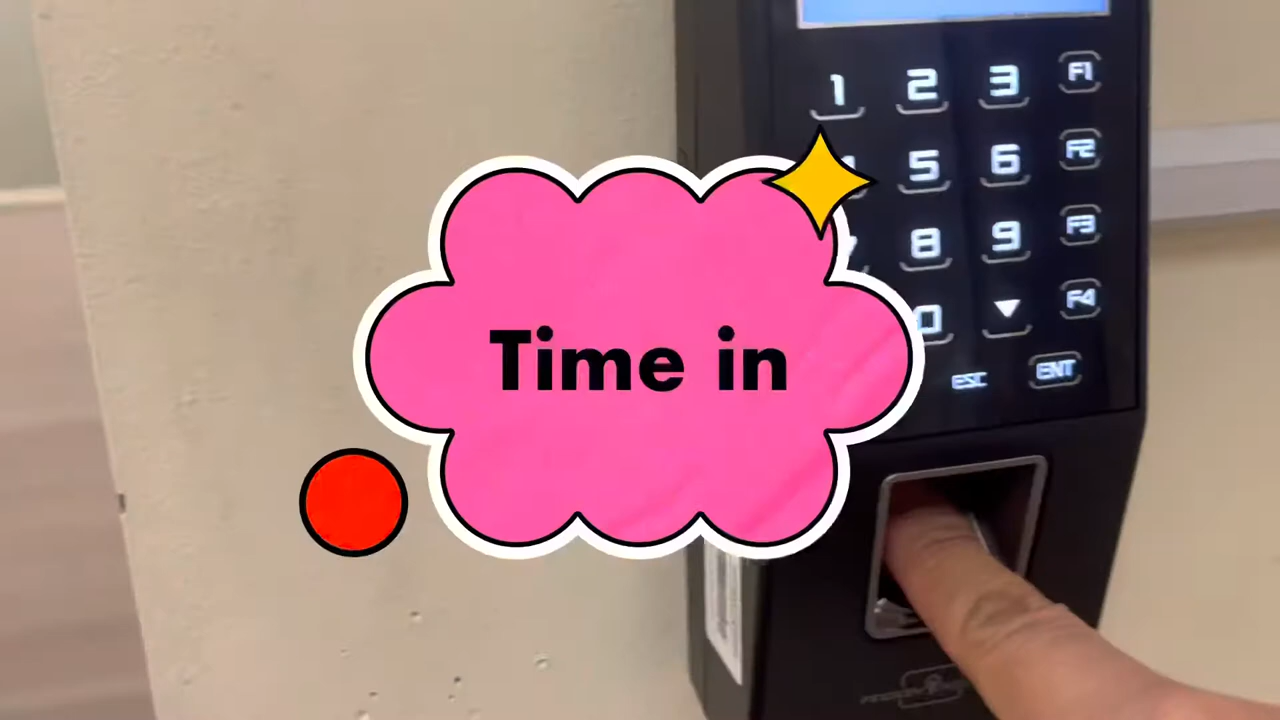 1 2 3 F1
5 6 F2
8 9 F3
0 ▼ F4
ESC ENT
Time in